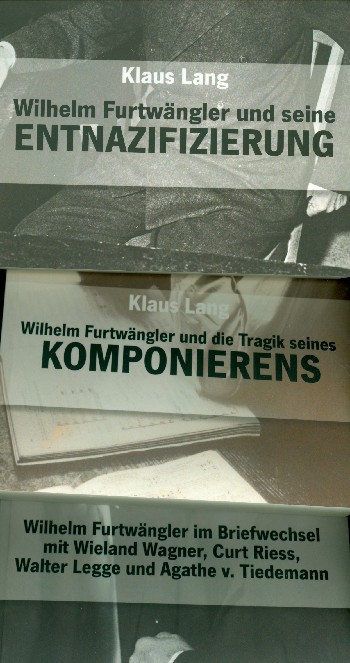 Klaus Lang
Wilhelm Furtwängler und seine
ENTNAZIFIZIERUNG
Klaus Lang
Wilhelm Furtwängler und die Tragik seines
KOMPONIERENS
Wilhelm Furtwängler im Briefwechsel
mit Wieland Wagner, Curt Riess,
Walter Legge und Agathe v. Tiedemann